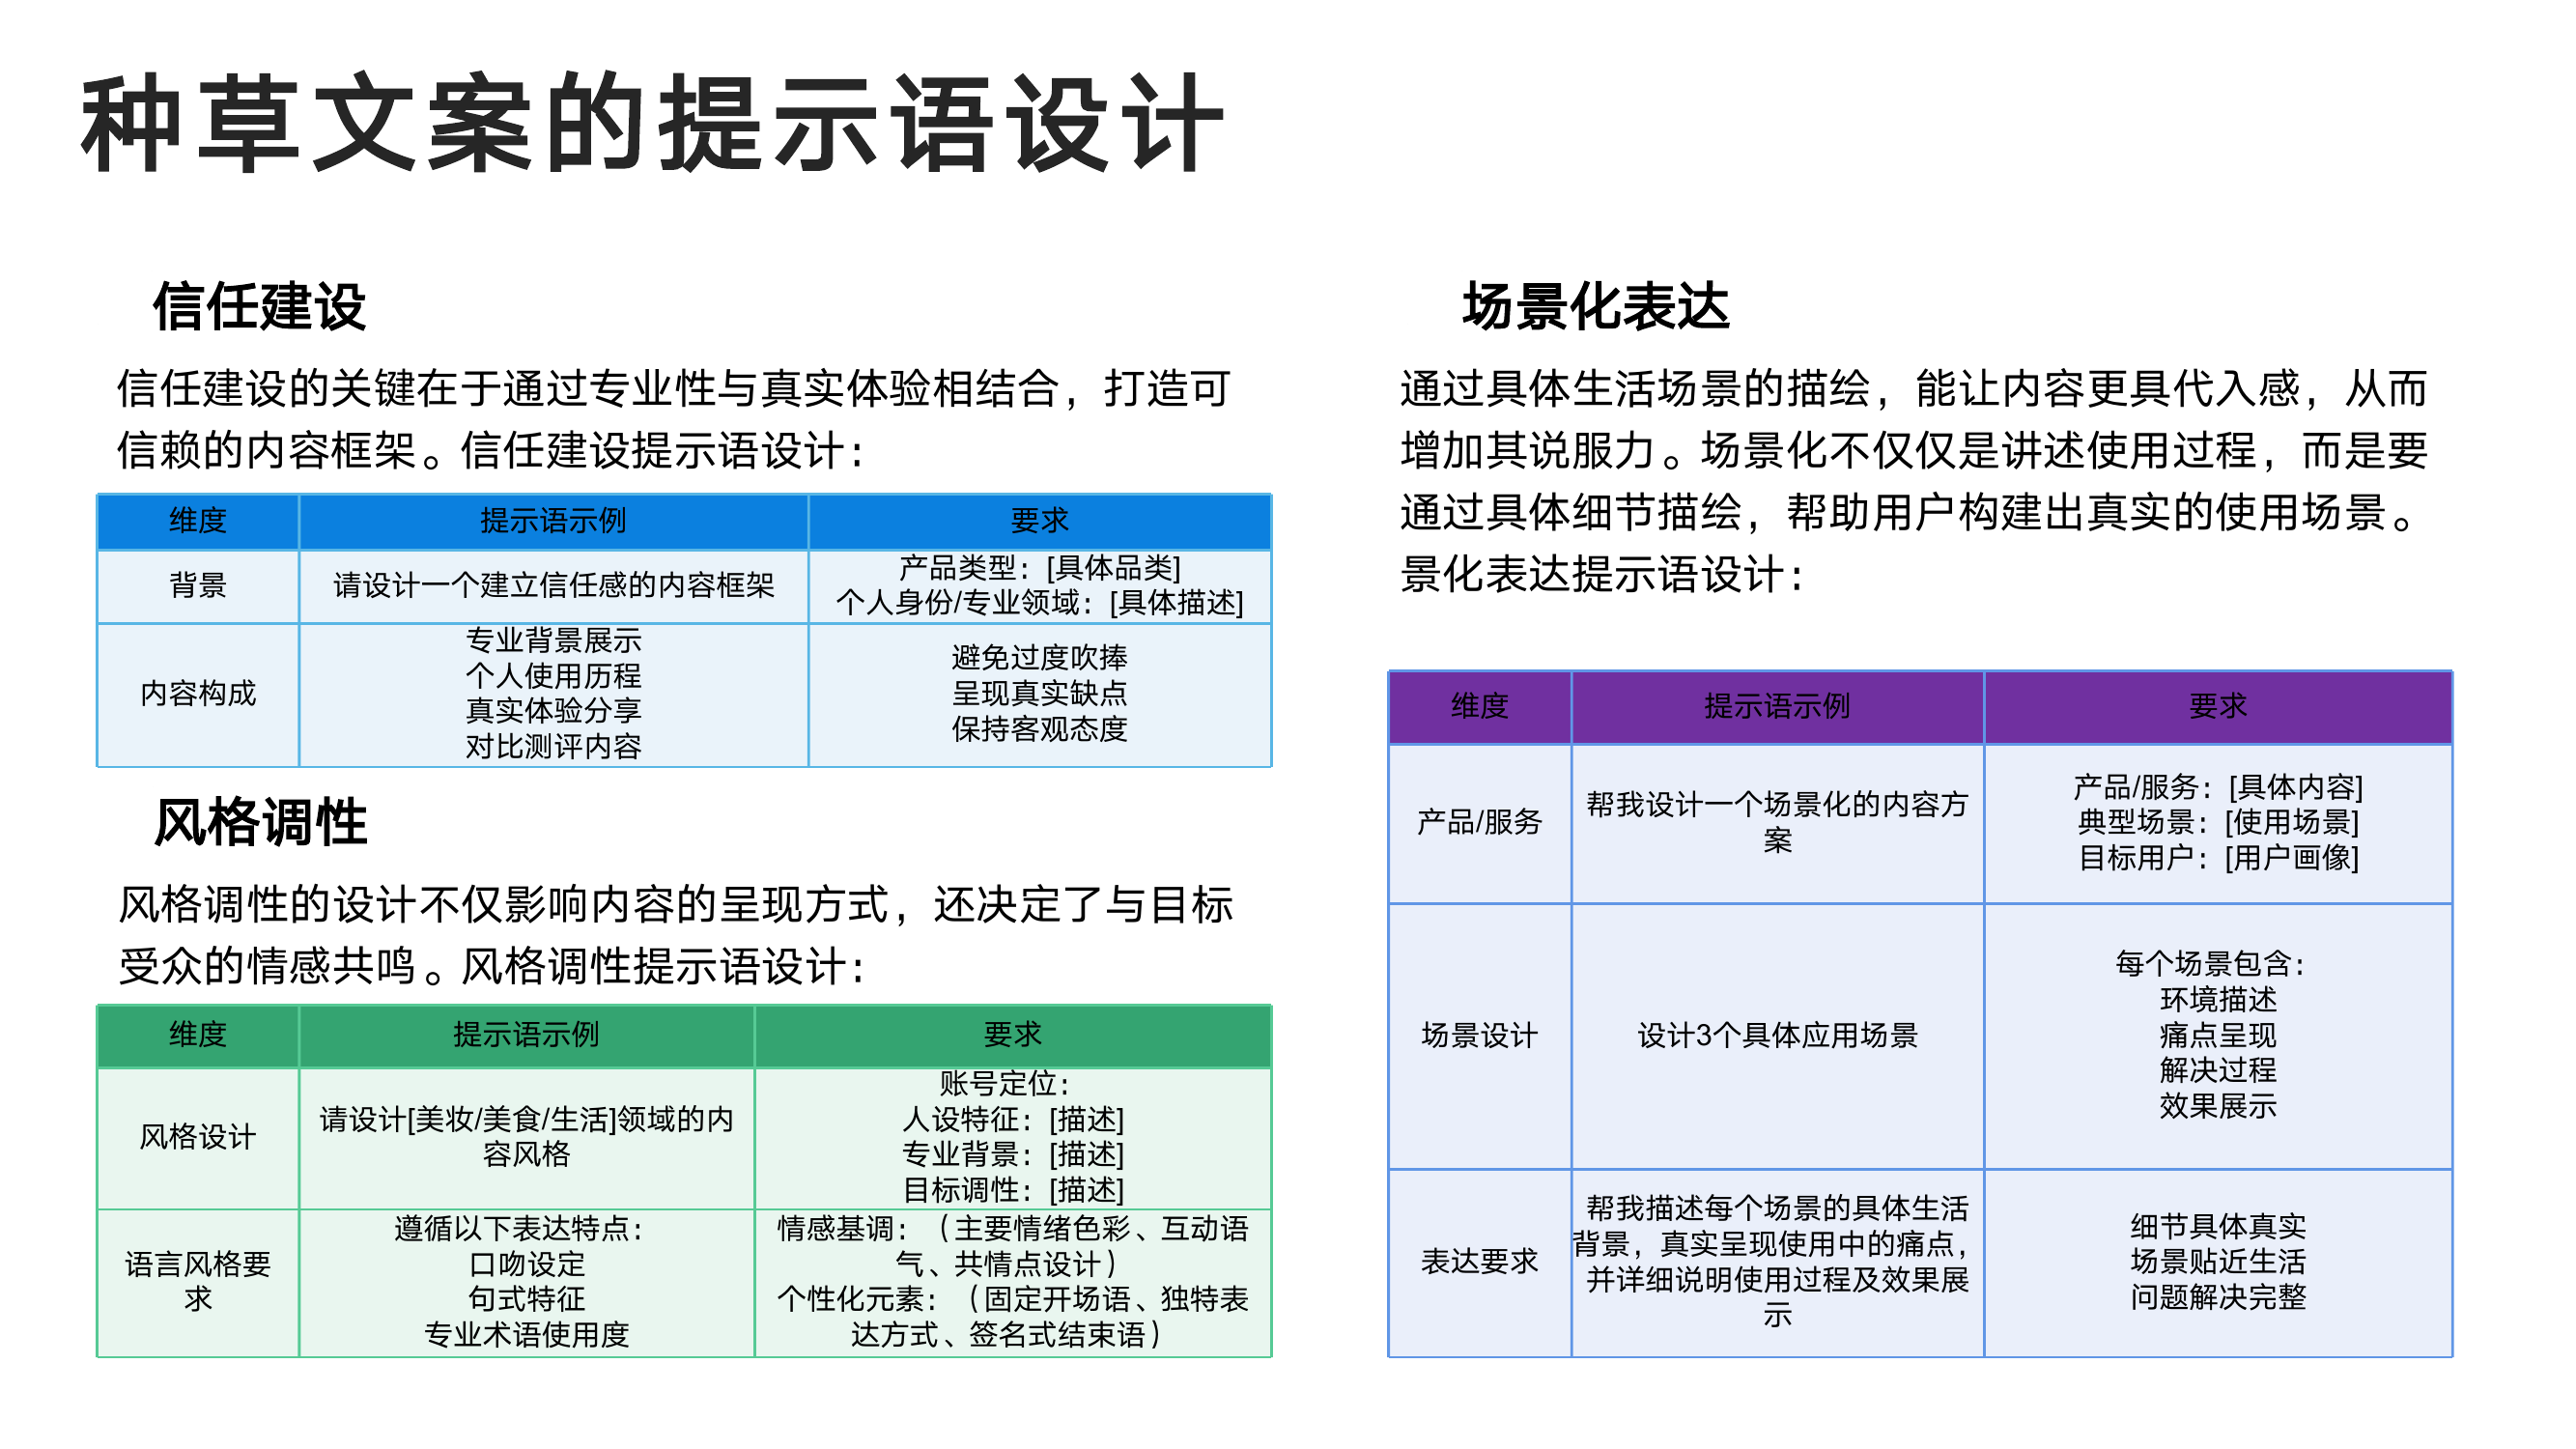 种草文案的提示语设计
信任建设
信任建设的关键在于通过专业性与真实体验相结合，打造可
信赖的内容框架。信任建设提示语设计：
维度
提示语示例
要求
背景
请设计一个建立信任感的内容框架
产品类型：[具体品类]
个人身份/专业领域：[具体描述]
内容构成
专业背景展示
个人使用历程
真实体验分享
对比测评内容
避免过度吹捧
呈现真实缺点
保持客观态度
风格调性
风格调性的设计不仅影响内容的呈现方式，还决定了与目标
受众的情感共鸣。风格调性提示语设计：
维度
提示语示例
要求
风格设计
请设计[美妆/美食/生活]领域的内
容风格
账号定位：
人设特征：[描述]
专业背景：[描述]
目标调性：[描述]
语言风格要
求
遵循以下表达特点：
口吻设定
句式特征
专业术语使用度
情感基调：（主要情绪色彩、互动语
气、共情点设计）
个性化元素：（固定开场语、独特表
达方式、签名式结束语）
场景化表达
通过具体生活场景的描绘，能让内容更具代入感，从而
增加其说服力。场景化不仅仅是讲述使用过程，而是要
通过具体细节描绘，帮助用户构建出真实的使用场景。
景化表达提示语设计：
维度
提示语示例
要求
产品/服务
帮我设计一个场景化的内容方
案
产品/服务：[具体内容]
典型场景：[使用场景]
目标用户：[用户画像]
场景设计
设计3个具体应用场景
每个场景包含：
环境描述
痛点呈现
解决过程
效果展示
表达要求
帮我描述每个场景的具体生活
背景，真实呈现使用中的痛点，
并详细说明使用过程及效果展
示
细节具体真实
场景贴近生活
问题解决完整